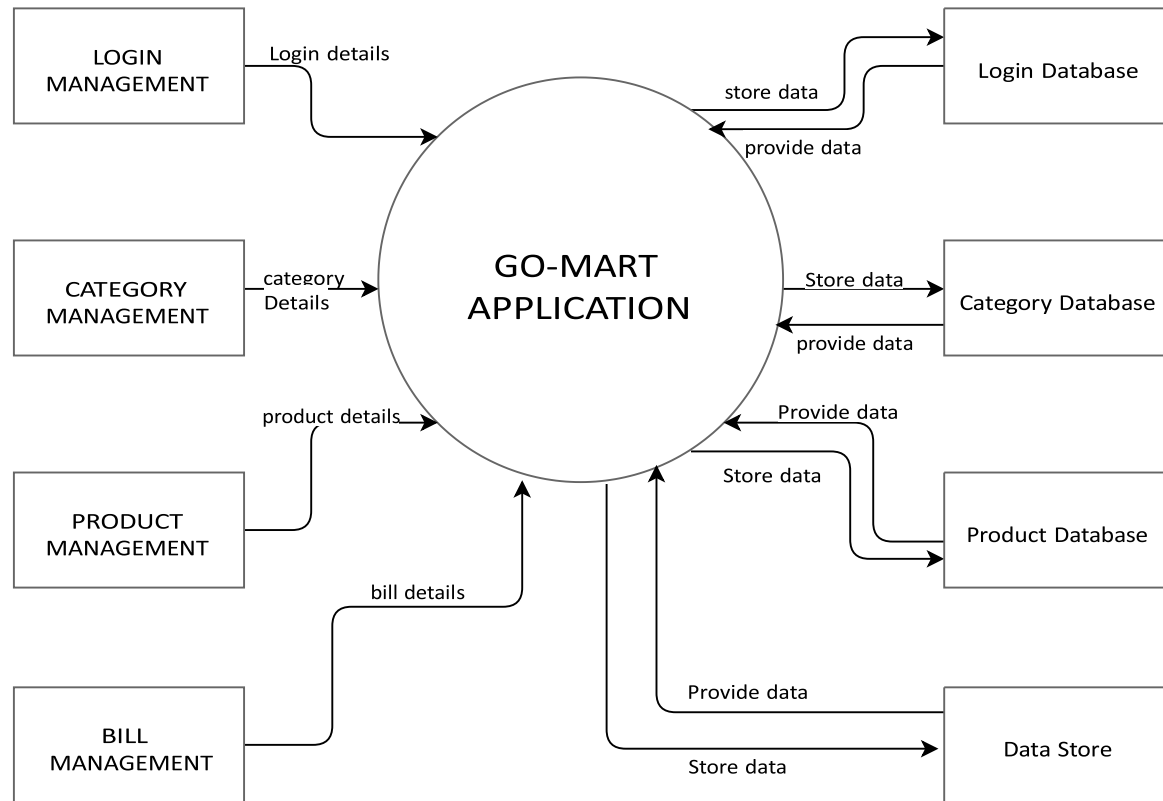 LOGIN
MANAGEMENT
Login details
store data
provide data
Login Database
CATEGORY
MANAGEMENT
category
Details
GO-MART
APPLICATION
Store data
provide data
Category Database
product details
Provide data
Store data
PRODUCT
MANAGEMENT
Product Database
bill details
BILL
MANAGEMENT
Provide data
Store data
Data Store